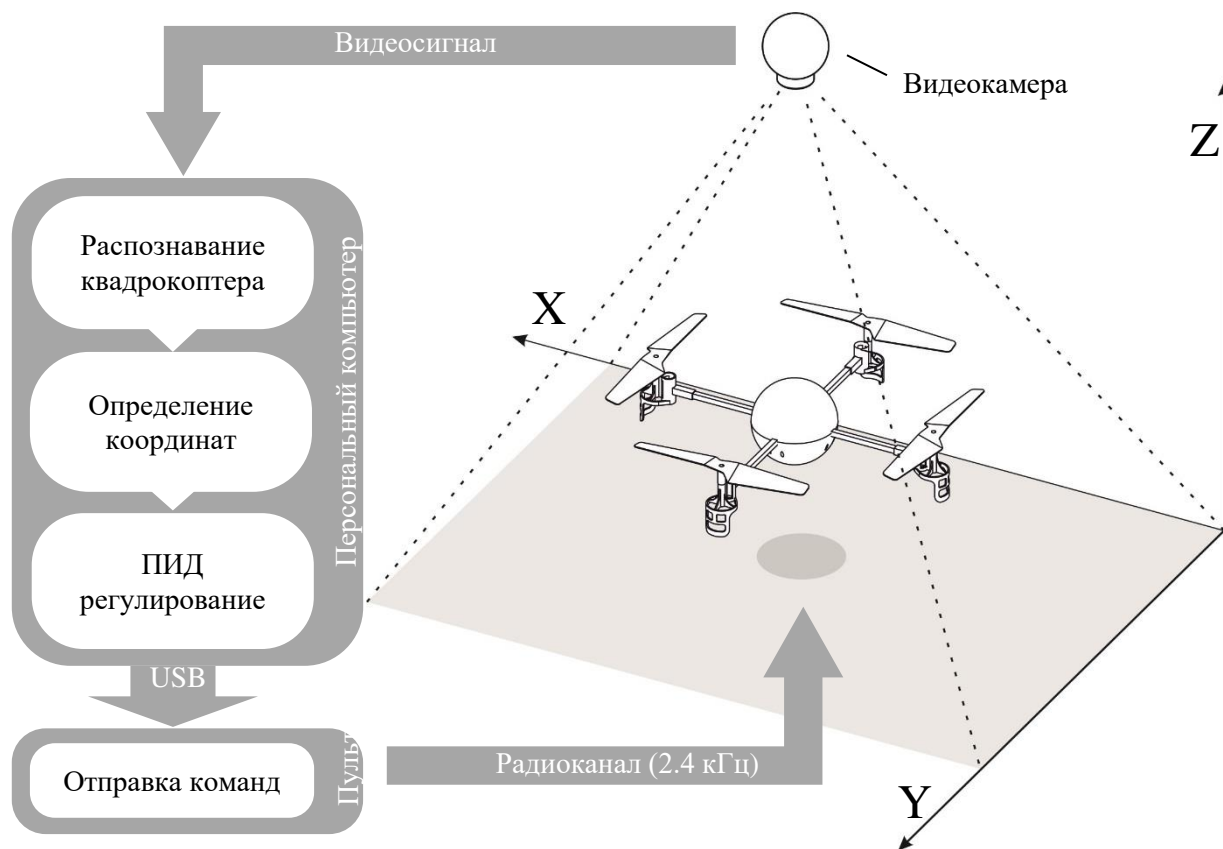 Видеосигнал
Видеокамера
Z
Распознавание
квадрокоптера
X
Определение
координат
Персональный компьютер
ПИД
регулирование
USB
Отправка команд
Пульт
Радиоканал (2.4 кГц)
Y